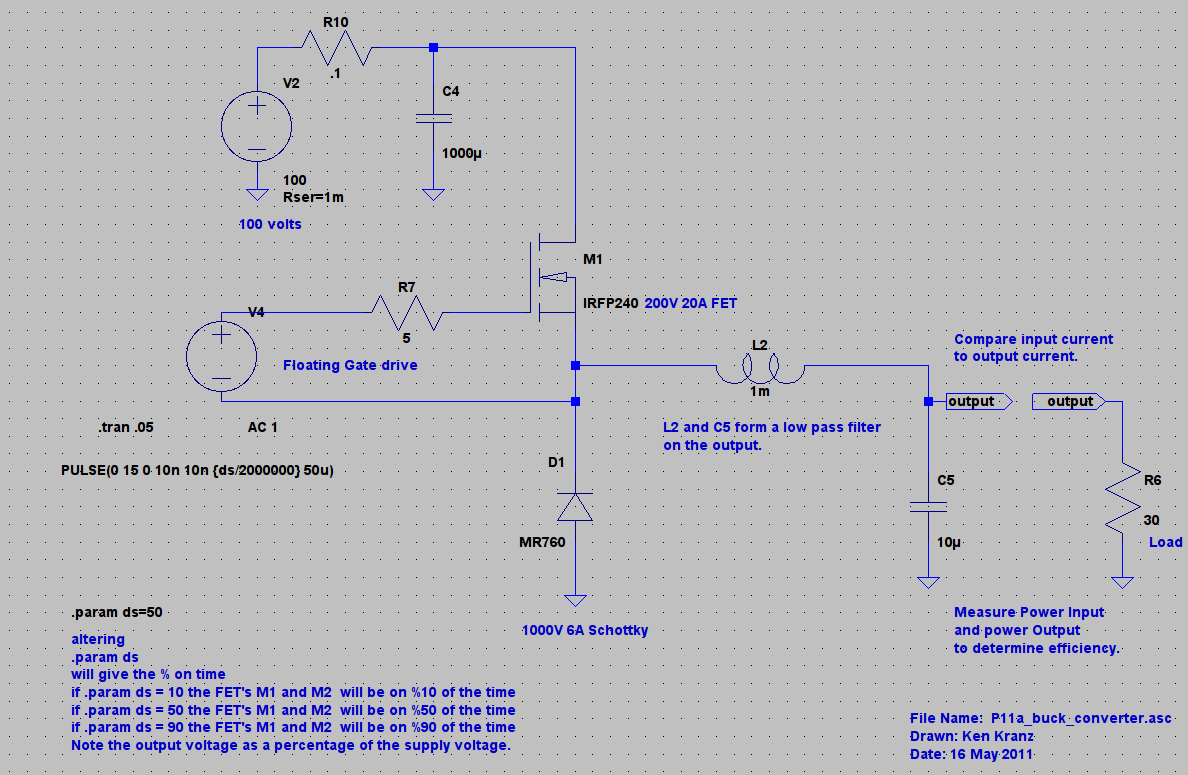 R10
.1
V2
C4
1000µ
100
Rser=1m
100 volts
M1
IRFP240 200V 20A FET
R7
5
V4
Floating Gate drive
L2
1m
Compare input current
to output current.
output
output
.tran .05
AC 1
L2 and C5 form a low pass filter
on the output.
PULSE(0 15 0 10n 10n {ds/2000000} 50u)
D1
MR760
C5
10µ
R6
30
Load
1000V 6A Schottky
Measure Power Input
and power Output
to determine efficiency.
.param ds=50
altering
.param ds
will give the % on time
if .param ds = 10 the FET's M1 and M2 will be on %10 of the time
if .param ds = 50 the FET's M1 and M2 will be on %50 of the time
if .param ds = 90 the FET's M1 and M2 will be on %90 of the time
Note the output voltage as a percentage of the supply voltage.
File Name: P11a_buck_converter.asc
Drawn: Ken Kranz
Date: 16 May 2011